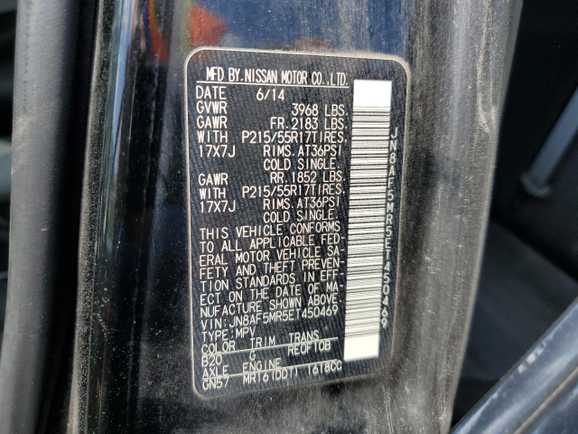 MFD BY.NISSAN MOTOR CO.,LTD.
DATE 6/14
GVWR 3968 LBS.
GAWR FR.2183 LBS.
WITH P215/55R17TIRES.
17X7J RIMS.AT36PSI
COLD SINGLE.
GAWR RR.1852 LBS.
WITH P215/55R17TIRES.
17X7J RIMS.AT36PSI
COLD SINGLE.
THIS VEHICLE CONFORMS
TO ALL APPLICABLE FED-
ERAL MOTOR VEHICLE SA-
FETY AND THEFT PREVEN-
TION STANDARDS IN EFF-
ECT ON THE DATE OF MA-
NUFACTURE SHOWN ABOVE.
VIN:JN8AF5MR5ET450469
TYPE:MPV
COLOR TRIM TRANS
B20 G RE0F10B
AXLE ENGINE
GN57 MR16(DDT) 1618CC
JN8AF5MR5ET450469